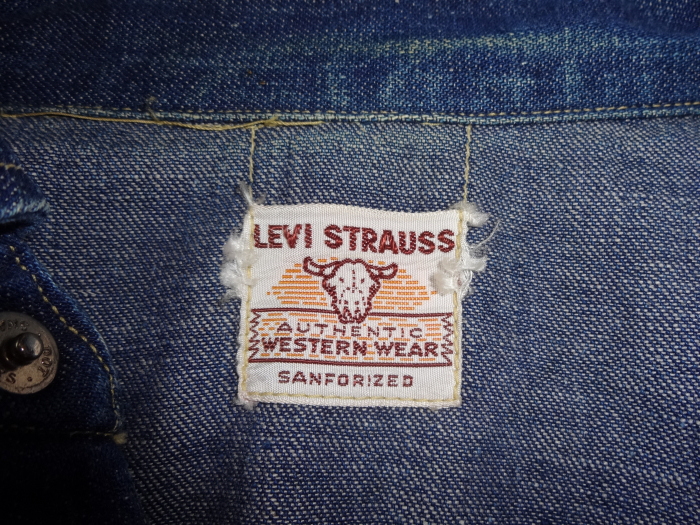 LEVI STRAUSS
AUTHENTIC
WESTERN WEAR
SANFORIZED